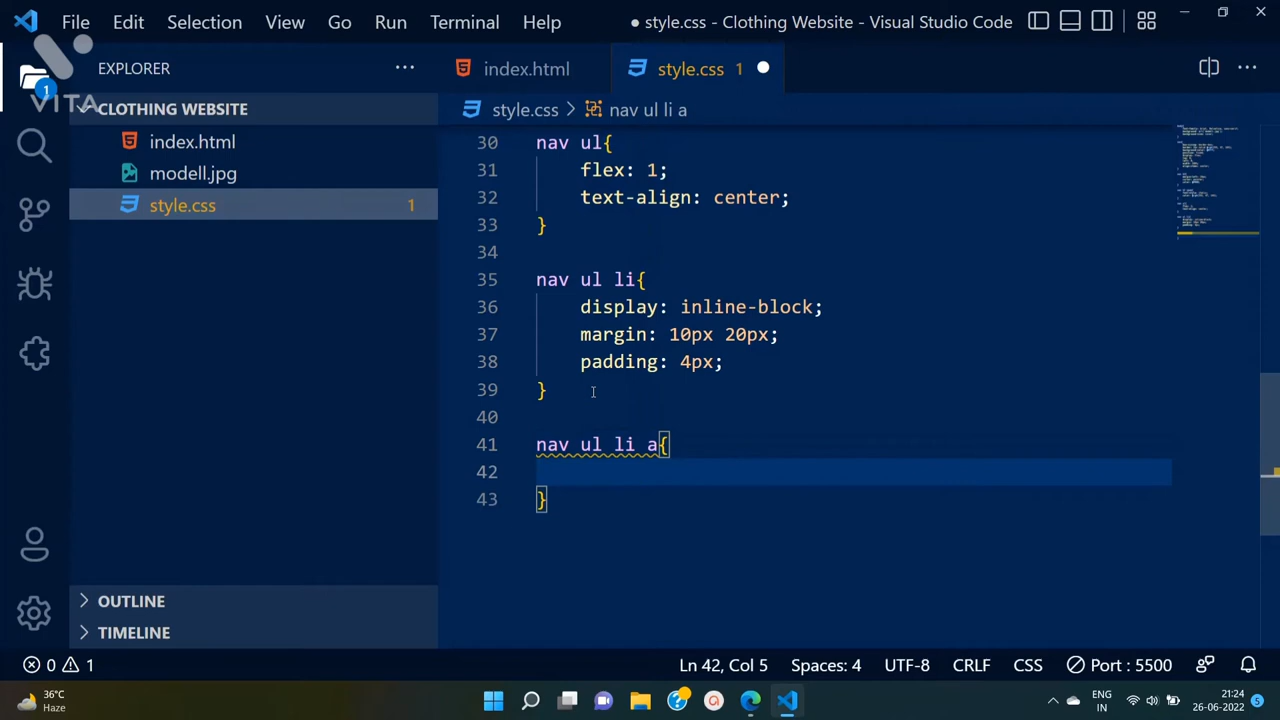 File Edit Selection View Go Run Terminal Help ● style.css - Clothing Website - Visual Studio Code
VITA
EXPLORER ···
index.html
style.css 1
CLOTHING WEBSITE
style.css > nav ul li a
index.html
modell.jpg
style.css 1
1
30 nav ul{
31 flex: 1;
32 text-align: center;
33 }
34
35 nav ul li{
36 display: inline-block;
37 margin: 10px 20px;
38 padding: 4px;
39 }
40
41 nav ul li a{
42
43 }
OUTLINE
TIMELINE
0 1 Ln 42, Col 5 Spaces: 4 UTF-8 CRLF CSS Port : 5500
36°C
Haze
ENG
IN
21:24
26-06-2022
5